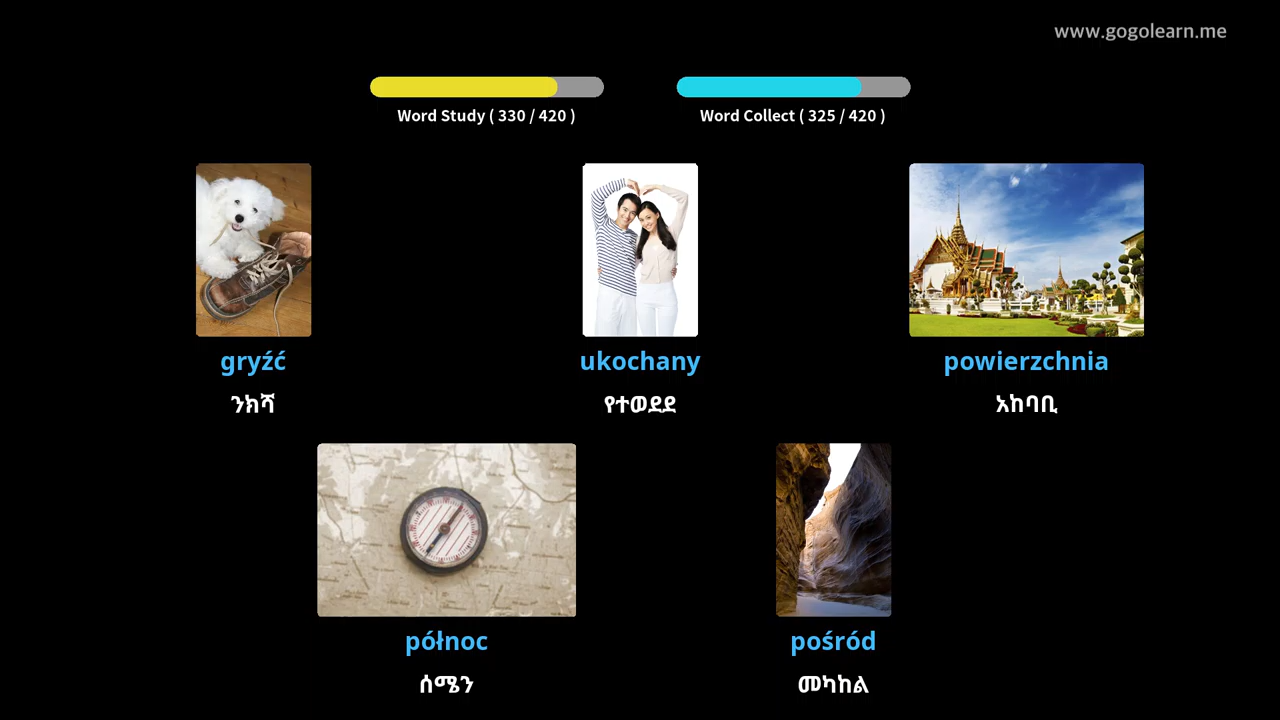 www.gogolearn.me
Word Study ( 330 / 420 )
Word Collect ( 325 / 420 )
gryźć
ukochany
powierzchnia
ንክሻ
የተወደደ
አከባቢ
północ
pośród
ሰሜን
መካከል